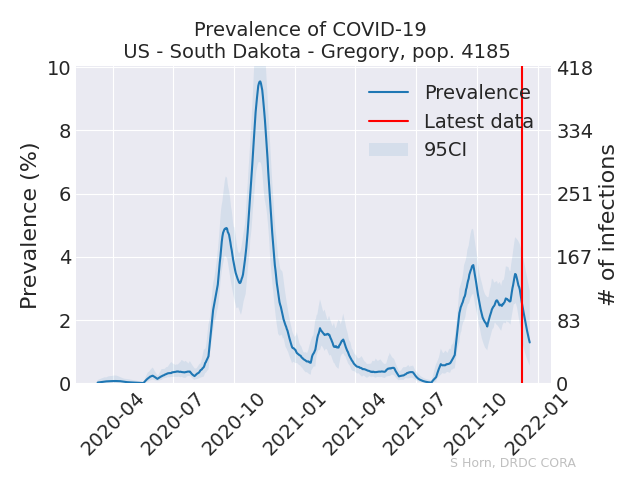 Prevalence of COVID-19
US - South Dakota - Gregory, pop. 4185
Prevalence (%)
10
8
6
4
2
0
418
334
251
167
83
0
# of infections
Prevalence
Latest data
95CI
2020-04
2020-07
2020-10
2021-01
2021-04
2021-07
2021-10
2022-01
S Horn, DRDC CORA